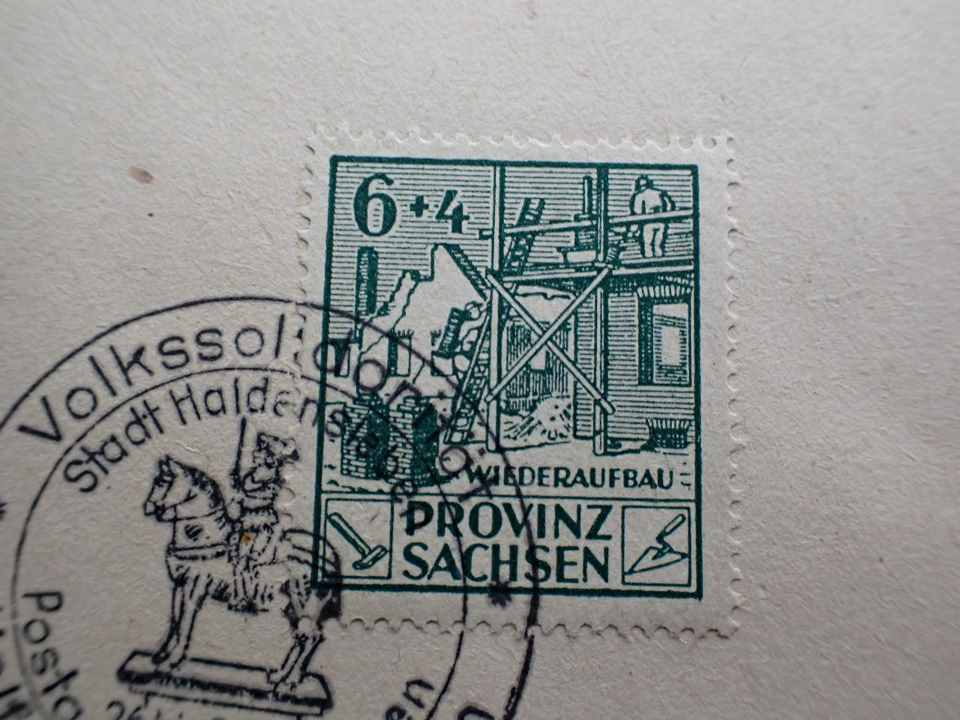 6+4
WIEDERAUFBAU
PROVINZ
SACHSEN
Volkssolidarität
Stadt Haldensleben